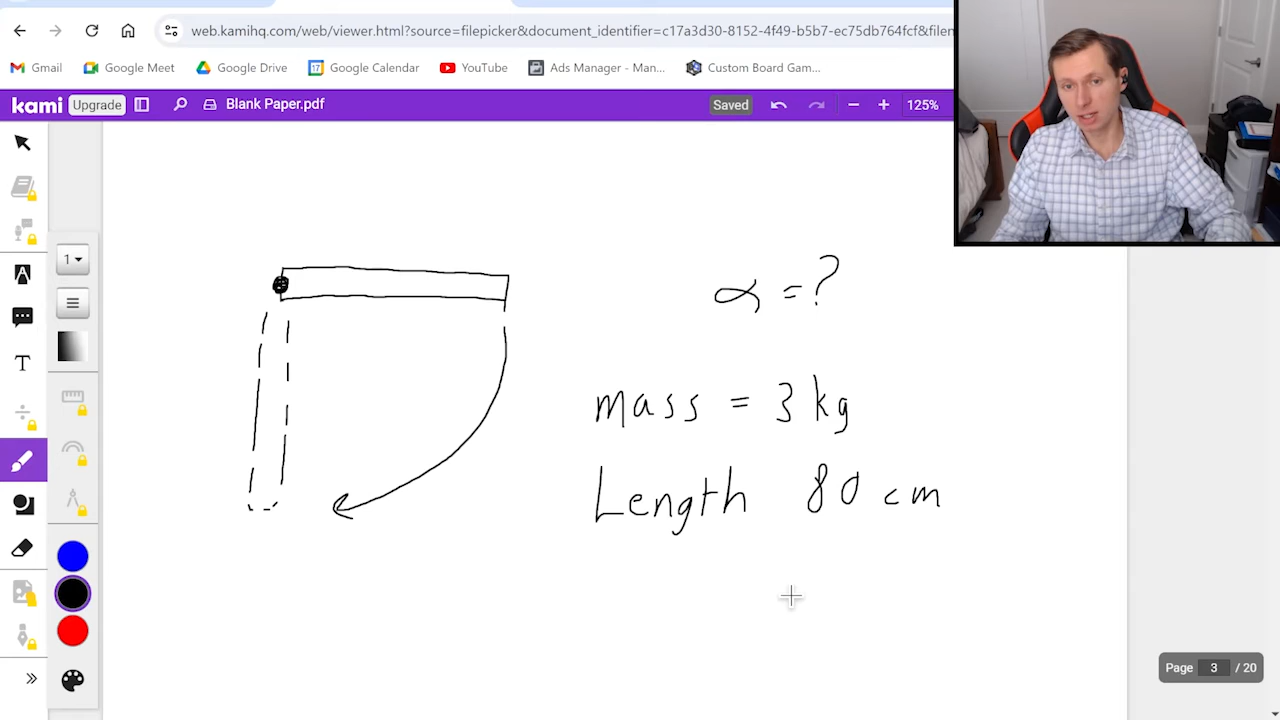 web.kamihq.com/web/viewer.html?source=filepicker&document_identifier=c17a3d30-8152-4f49-b5b7-ec75db764fcf&filen
Gmail Google Meet Google Drive 17 Google Calendar YouTube Ads Manager - Man... Custom Board Gam...
kami Upgrade Blank Paper.pdf Saved 125%
A
T
1
α = ?
mass = 3 kg
Length 80 cm
Page 3 / 20